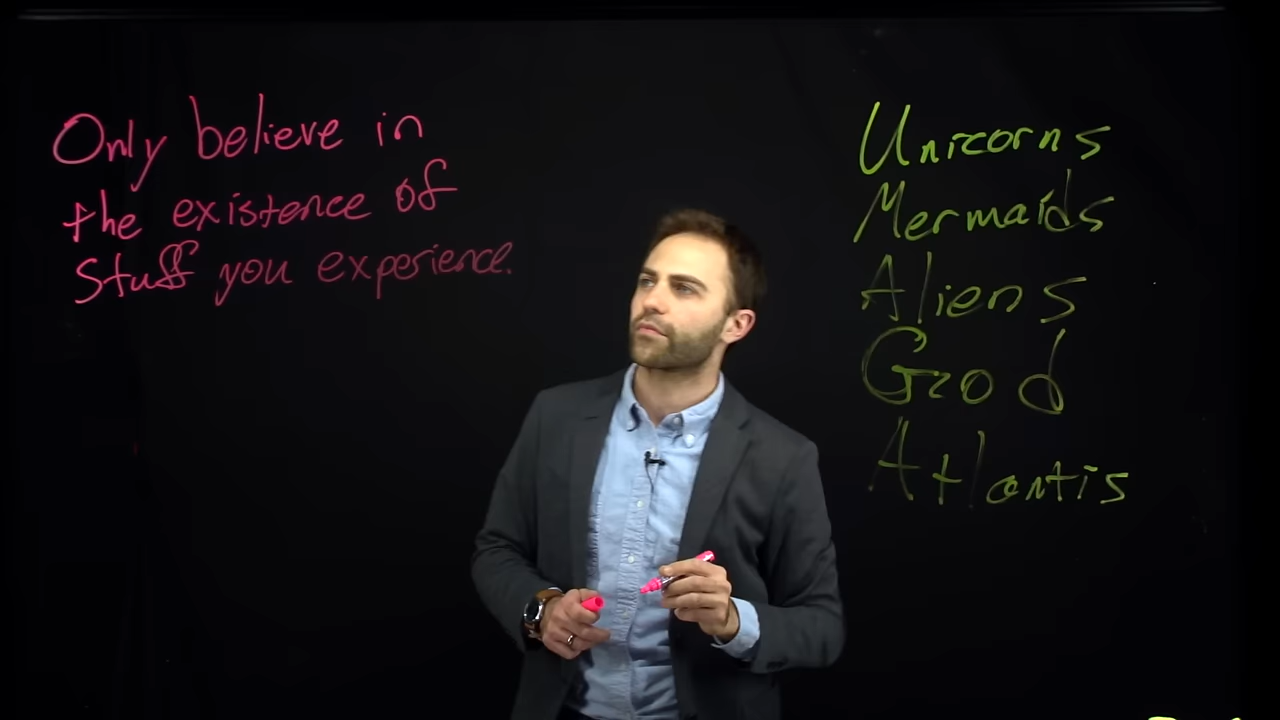 Only believe in
the existence of
stuff you experience.
Unicorns
Mermaids
Aliens
God
Atlantis